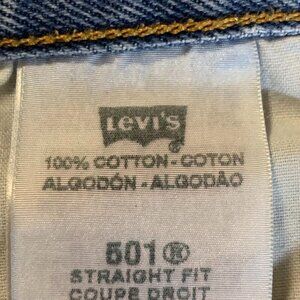 Levi's
100% COTTON - COTON
ALGODÓN - ALGODÃO
501®
STRAIGHT FIT
COUPE DROIT